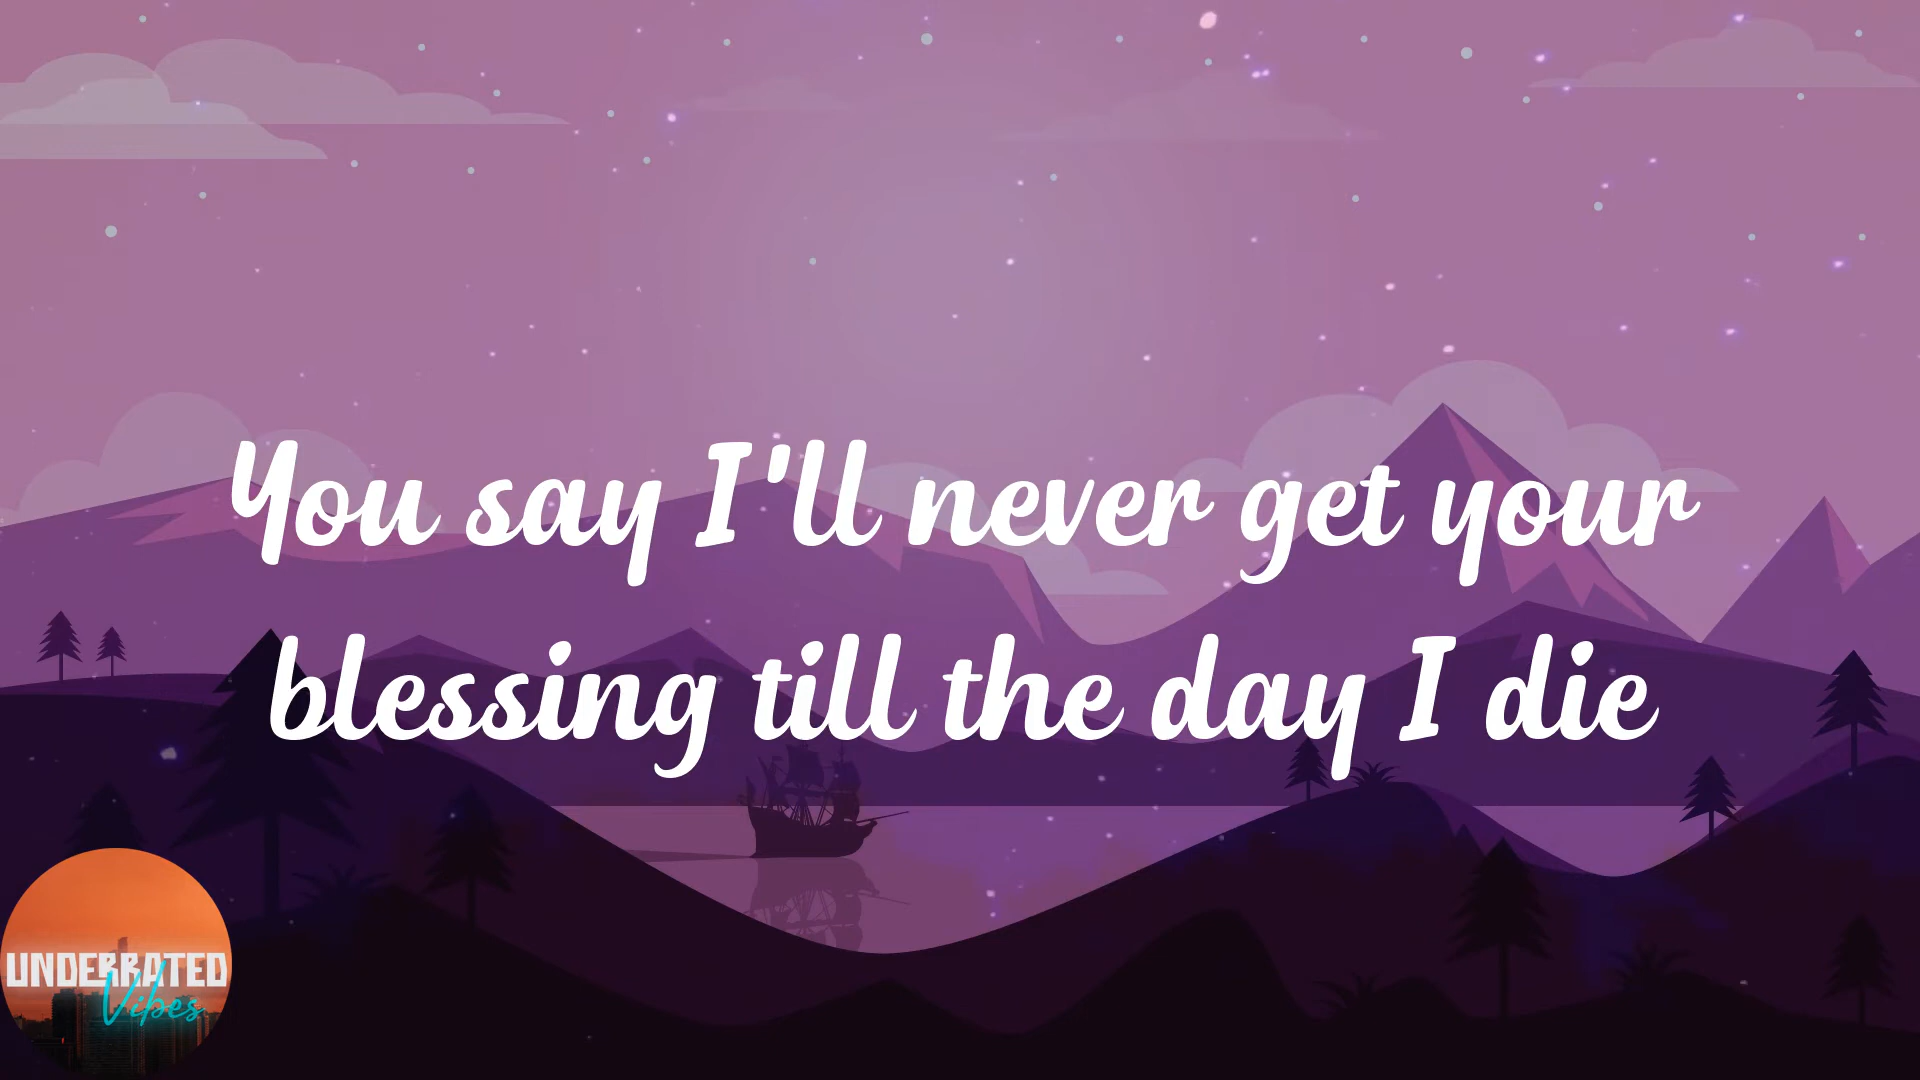 You say I'll never get your
blessing till the day I die
UNDERRATED
Vibes